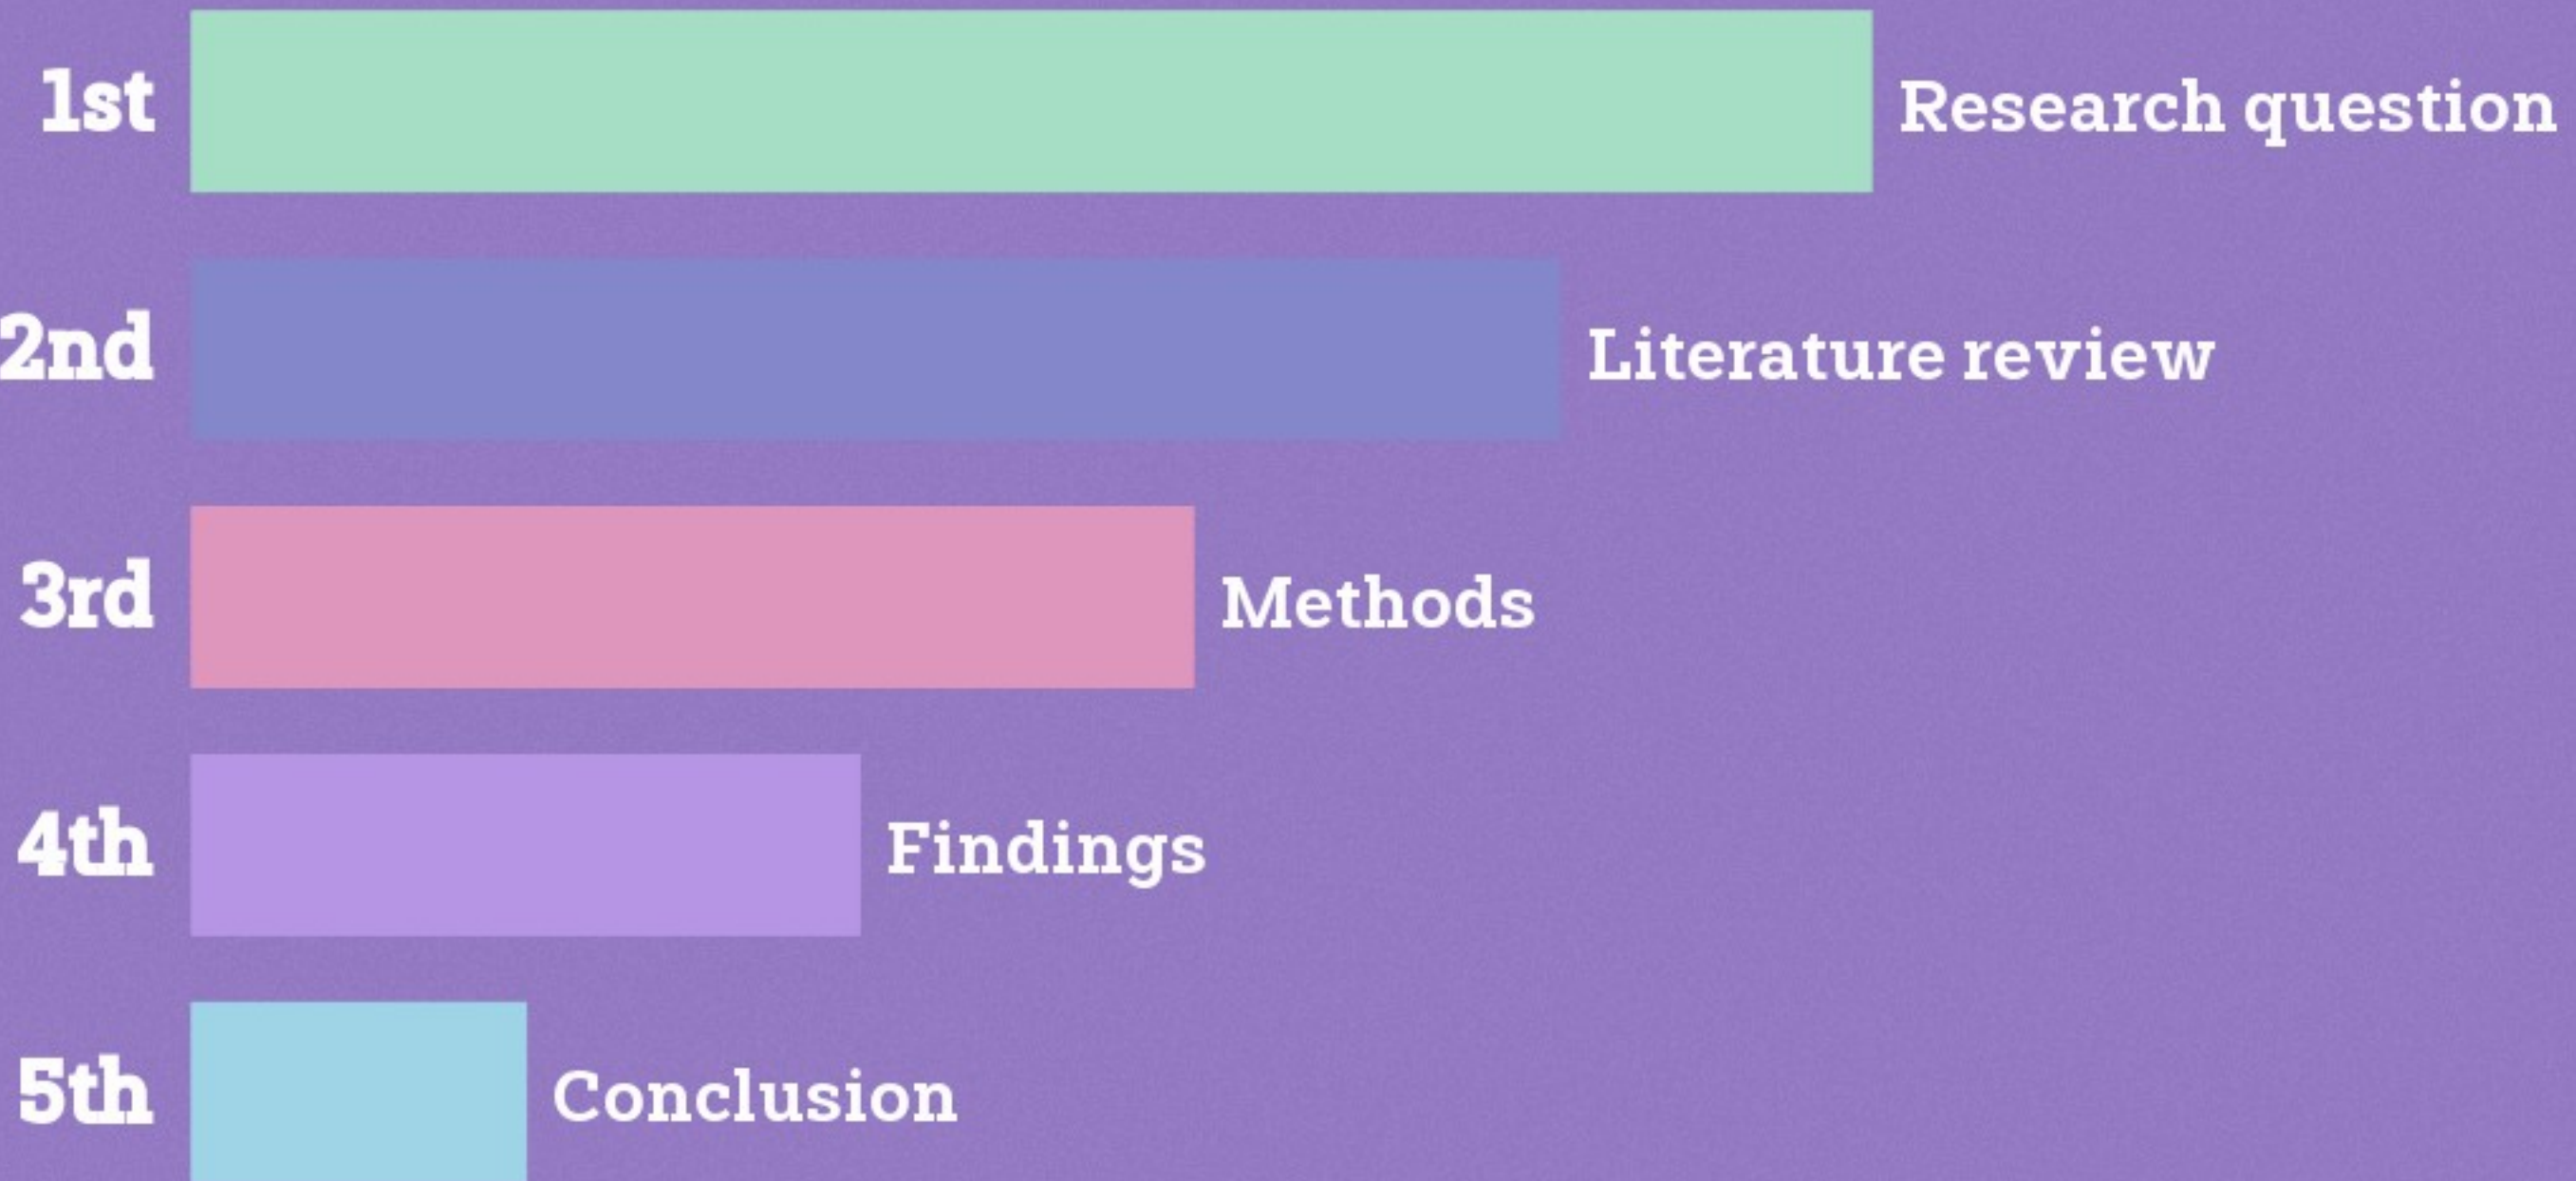 1st Research question
2nd Literature review
3rd Methods
4th Findings
5th Conclusion